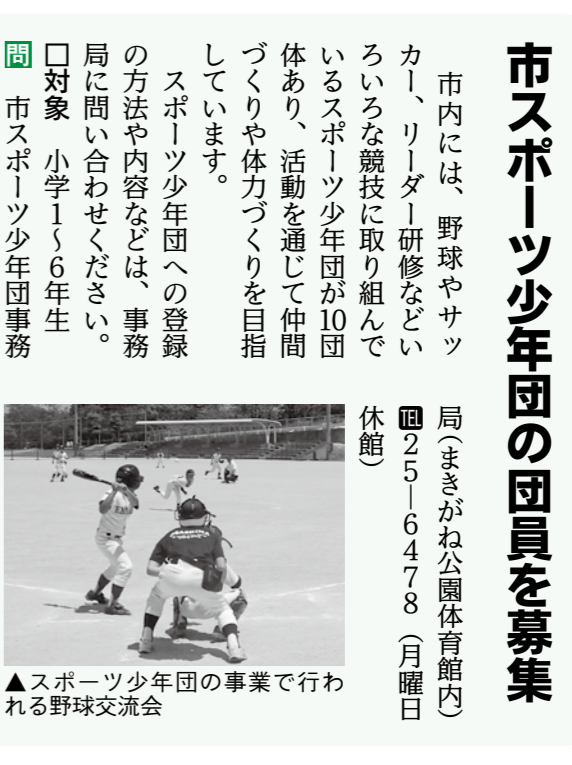 市スポーツ少年団の団員を募集
市内には、野球やサッ
カー、リーダー研修などい
ろいろな競技に取り組んで
いるスポーツ少年団が10団
体あり、活動を通じて仲間
づくりや体力づくりを目指
しています。
スポーツ少年団への登録
の方法や内容などは、事務
局に問い合わせください。
□対象　小学1～6年生
問　市スポーツ少年団事務
局(まきがね公園体育館内)
TEL25―6478（月曜日
休館）
▲スポーツ少年団の事業で行わ
れる野球交流会